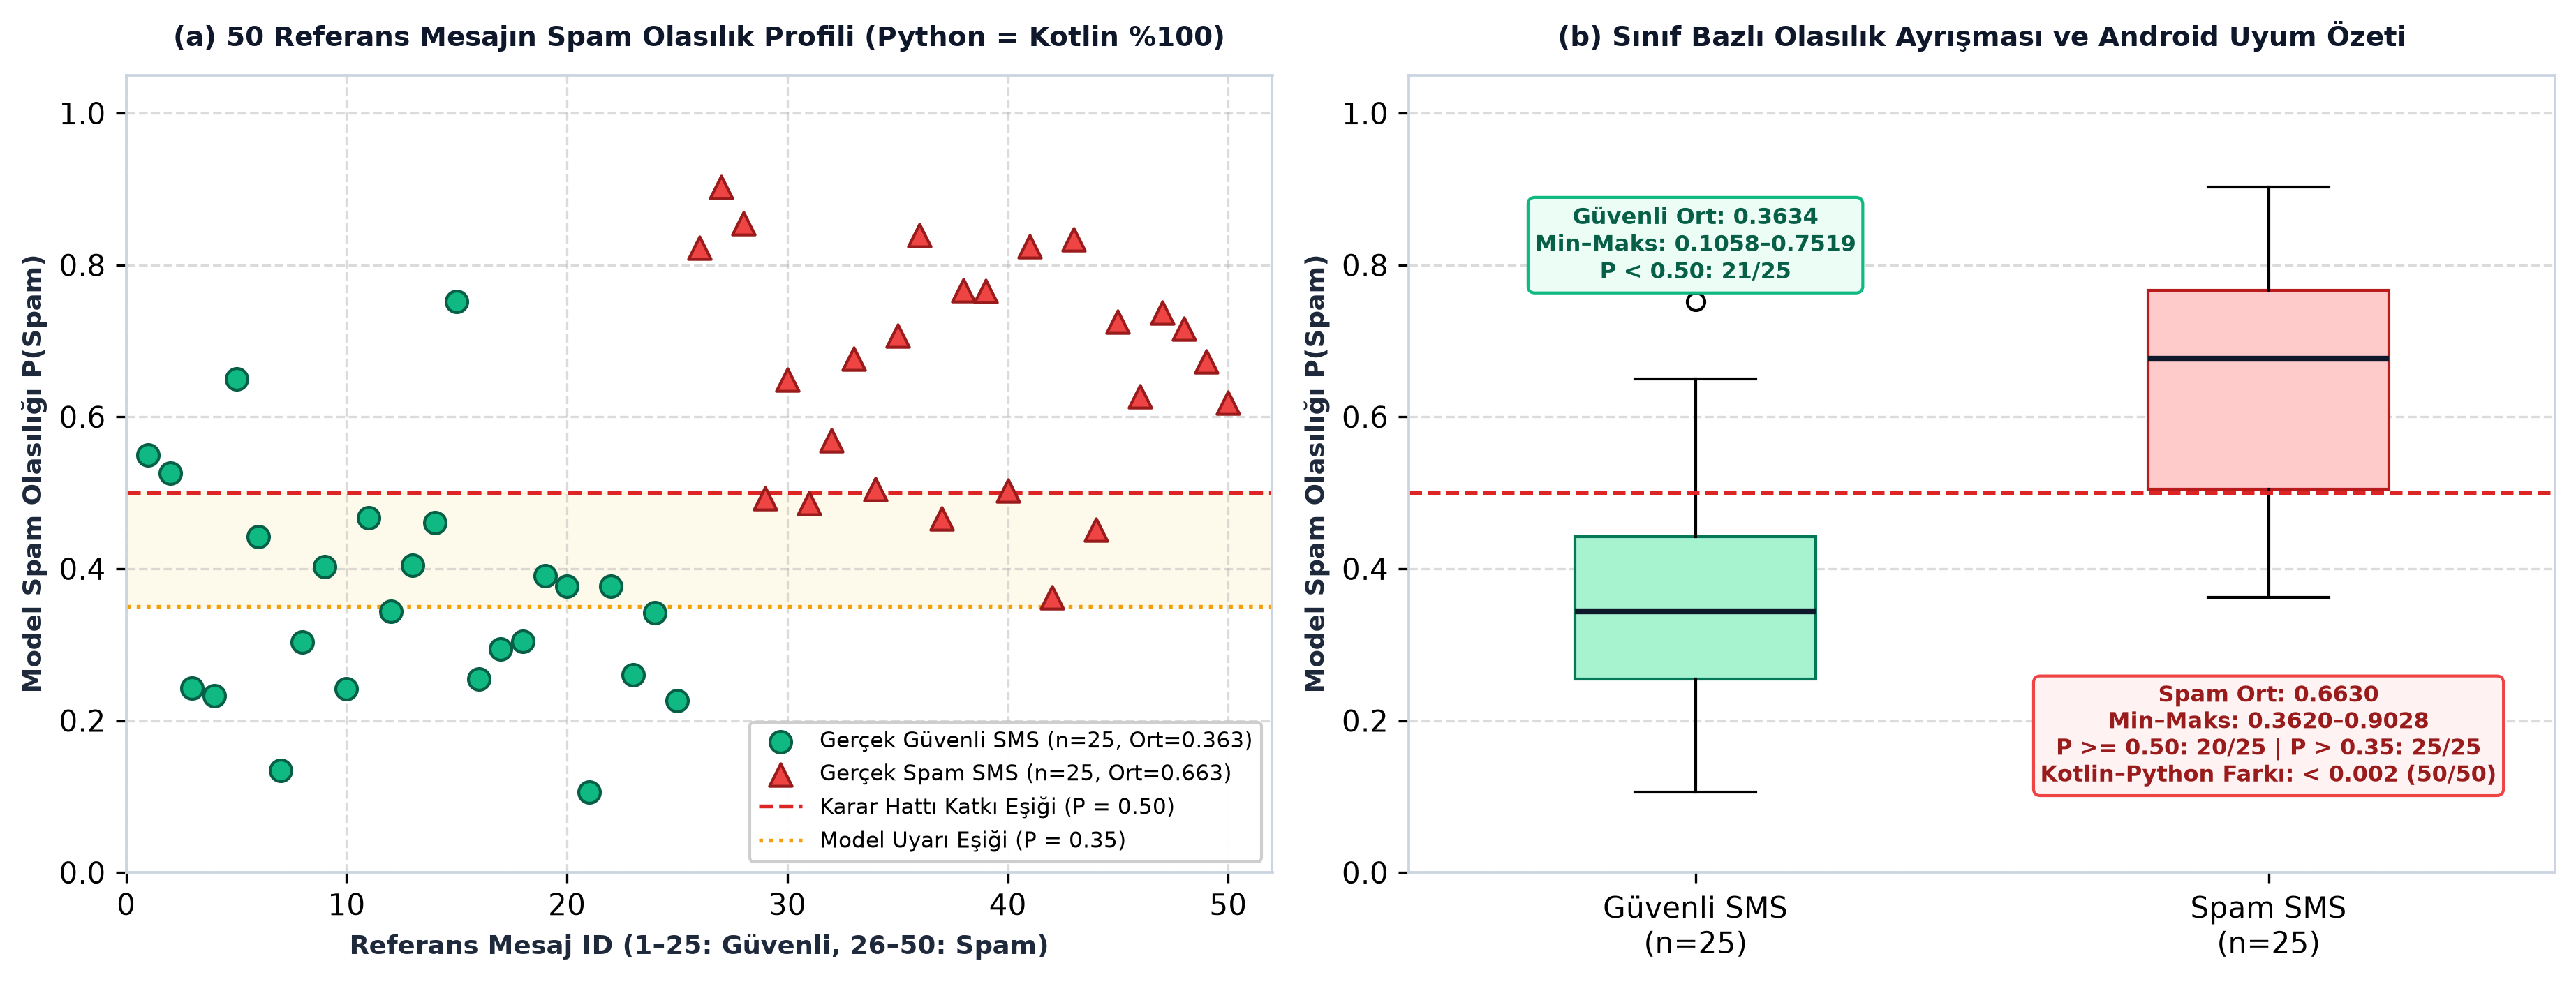 (a) 50 Referans Mesajın Spam Olasılık Profili (Python = Kotlin %100)
Model Spam Olasılığı P(Spam)
1.0
0.8
0.6
0.4
0.2
0.0
0
10
20
30
40
50
Referans Mesaj ID (1–25: Güvenli, 26–50: Spam)
Gerçek Güvenli SMS (n=25, Ort=0.363)
Gerçek Spam SMS (n=25, Ort=0.663)
Karar Hattı Katkı Eşiği (P = 0.50)
Model Uyarı Eşiği (P = 0.35)
(b) Sınıf Bazlı Olasılık Ayrışması ve Android Uyum Özeti
Model Spam Olasılığı P(Spam)
1.0
0.8
0.6
0.4
0.2
0.0
Güvenli Ort: 0.3634
Min–Maks: 0.1058–0.7519
P < 0.50: 21/25
Spam Ort: 0.6630
Min–Maks: 0.3620–0.9028
P >= 0.50: 20/25 | P > 0.35: 25/25
Kotlin–Python Farkı: < 0.002 (50/50)
Güvenli SMS
(n=25)
Spam SMS
(n=25)